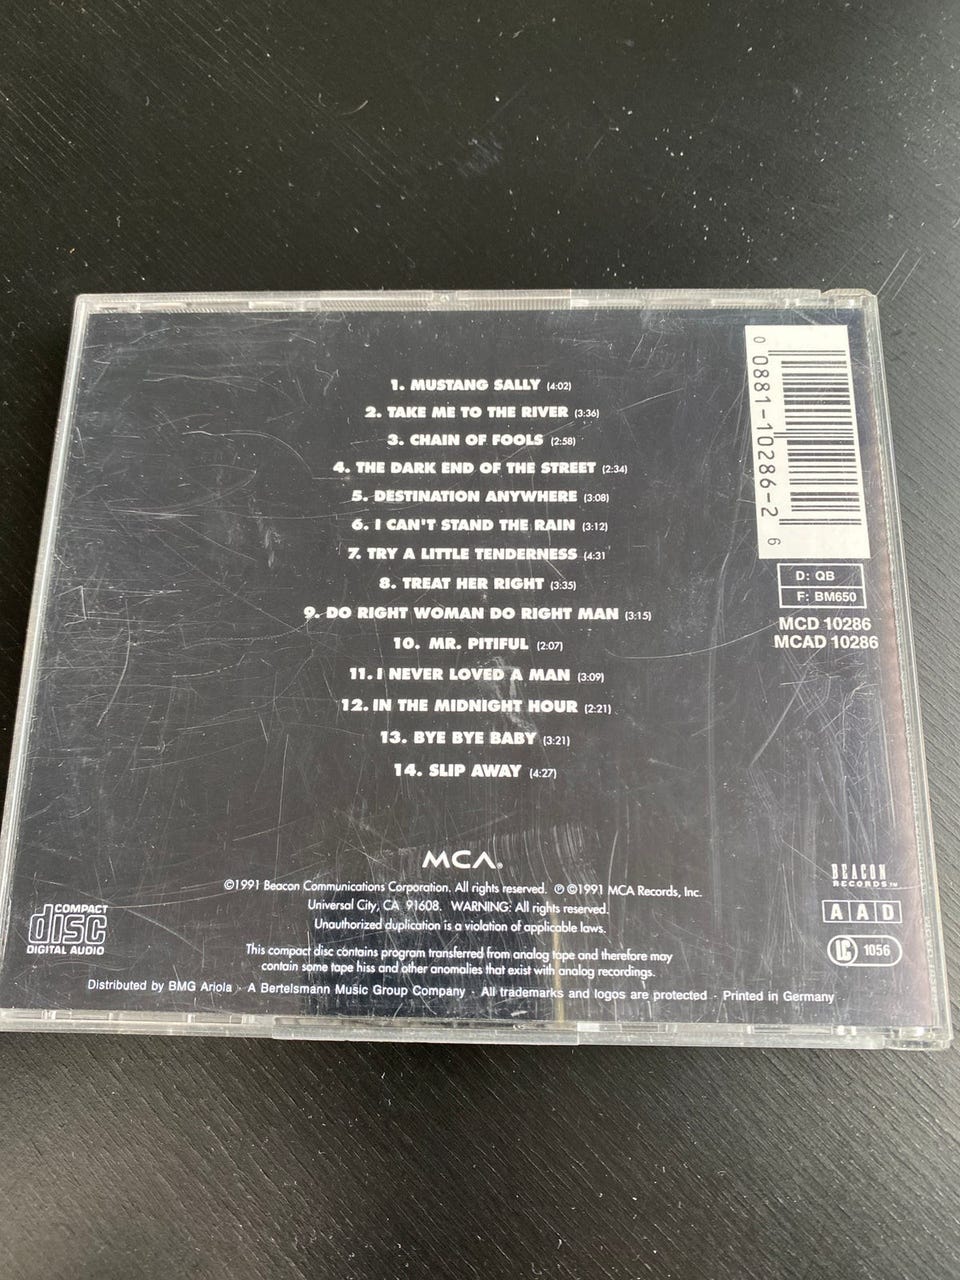 1. MUSTANG SALLY (4:02)
2. TAKE ME TO THE RIVER (3:36)
3. CHAIN OF FOOLS (2:58)
4. THE DARK END OF THE STREET (2:34)
5. DESTINATION ANYWHERE (3:08)
6. I CAN'T STAND THE RAIN (3:12)
7. TRY A LITTLE TENDERNESS (4:31
8. TREAT HER RIGHT (3:35)
9. DO RIGHT WOMAN DO RIGHT MAN (3:15)
10. MR. PITIFUL (2:07)
11. I NEVER LOVED A MAN (3:09)
12. IN THE MIDNIGHT HOUR (2:21)
13. BYE BYE BABY (3:21)
14. SLIP AWAY (4:27)
0 0881-10286-2 6
D: QB
F: BM650
MCD 10286
MCAD 10286
MCA®
©1991 Beacon Communications Corporation. All rights reserved. ℗©1991 MCA Records, Inc.
Universal City, CA 91608. WARNING: All rights reserved.
Unauthorized duplication is a violation of applicable laws.
This compact disc contains program transferred from analog tape and therefore may
contain some tape hiss and other anomalies that exist with analog recordings.
Distributed by BMG Ariola · A Bertelsmann Music Group Company · All trademarks and logos are protected · Printed in Germany
COMPACT
disc
DIGITAL AUDIO
BEACON
RECORDS™
A A D
LC 1056